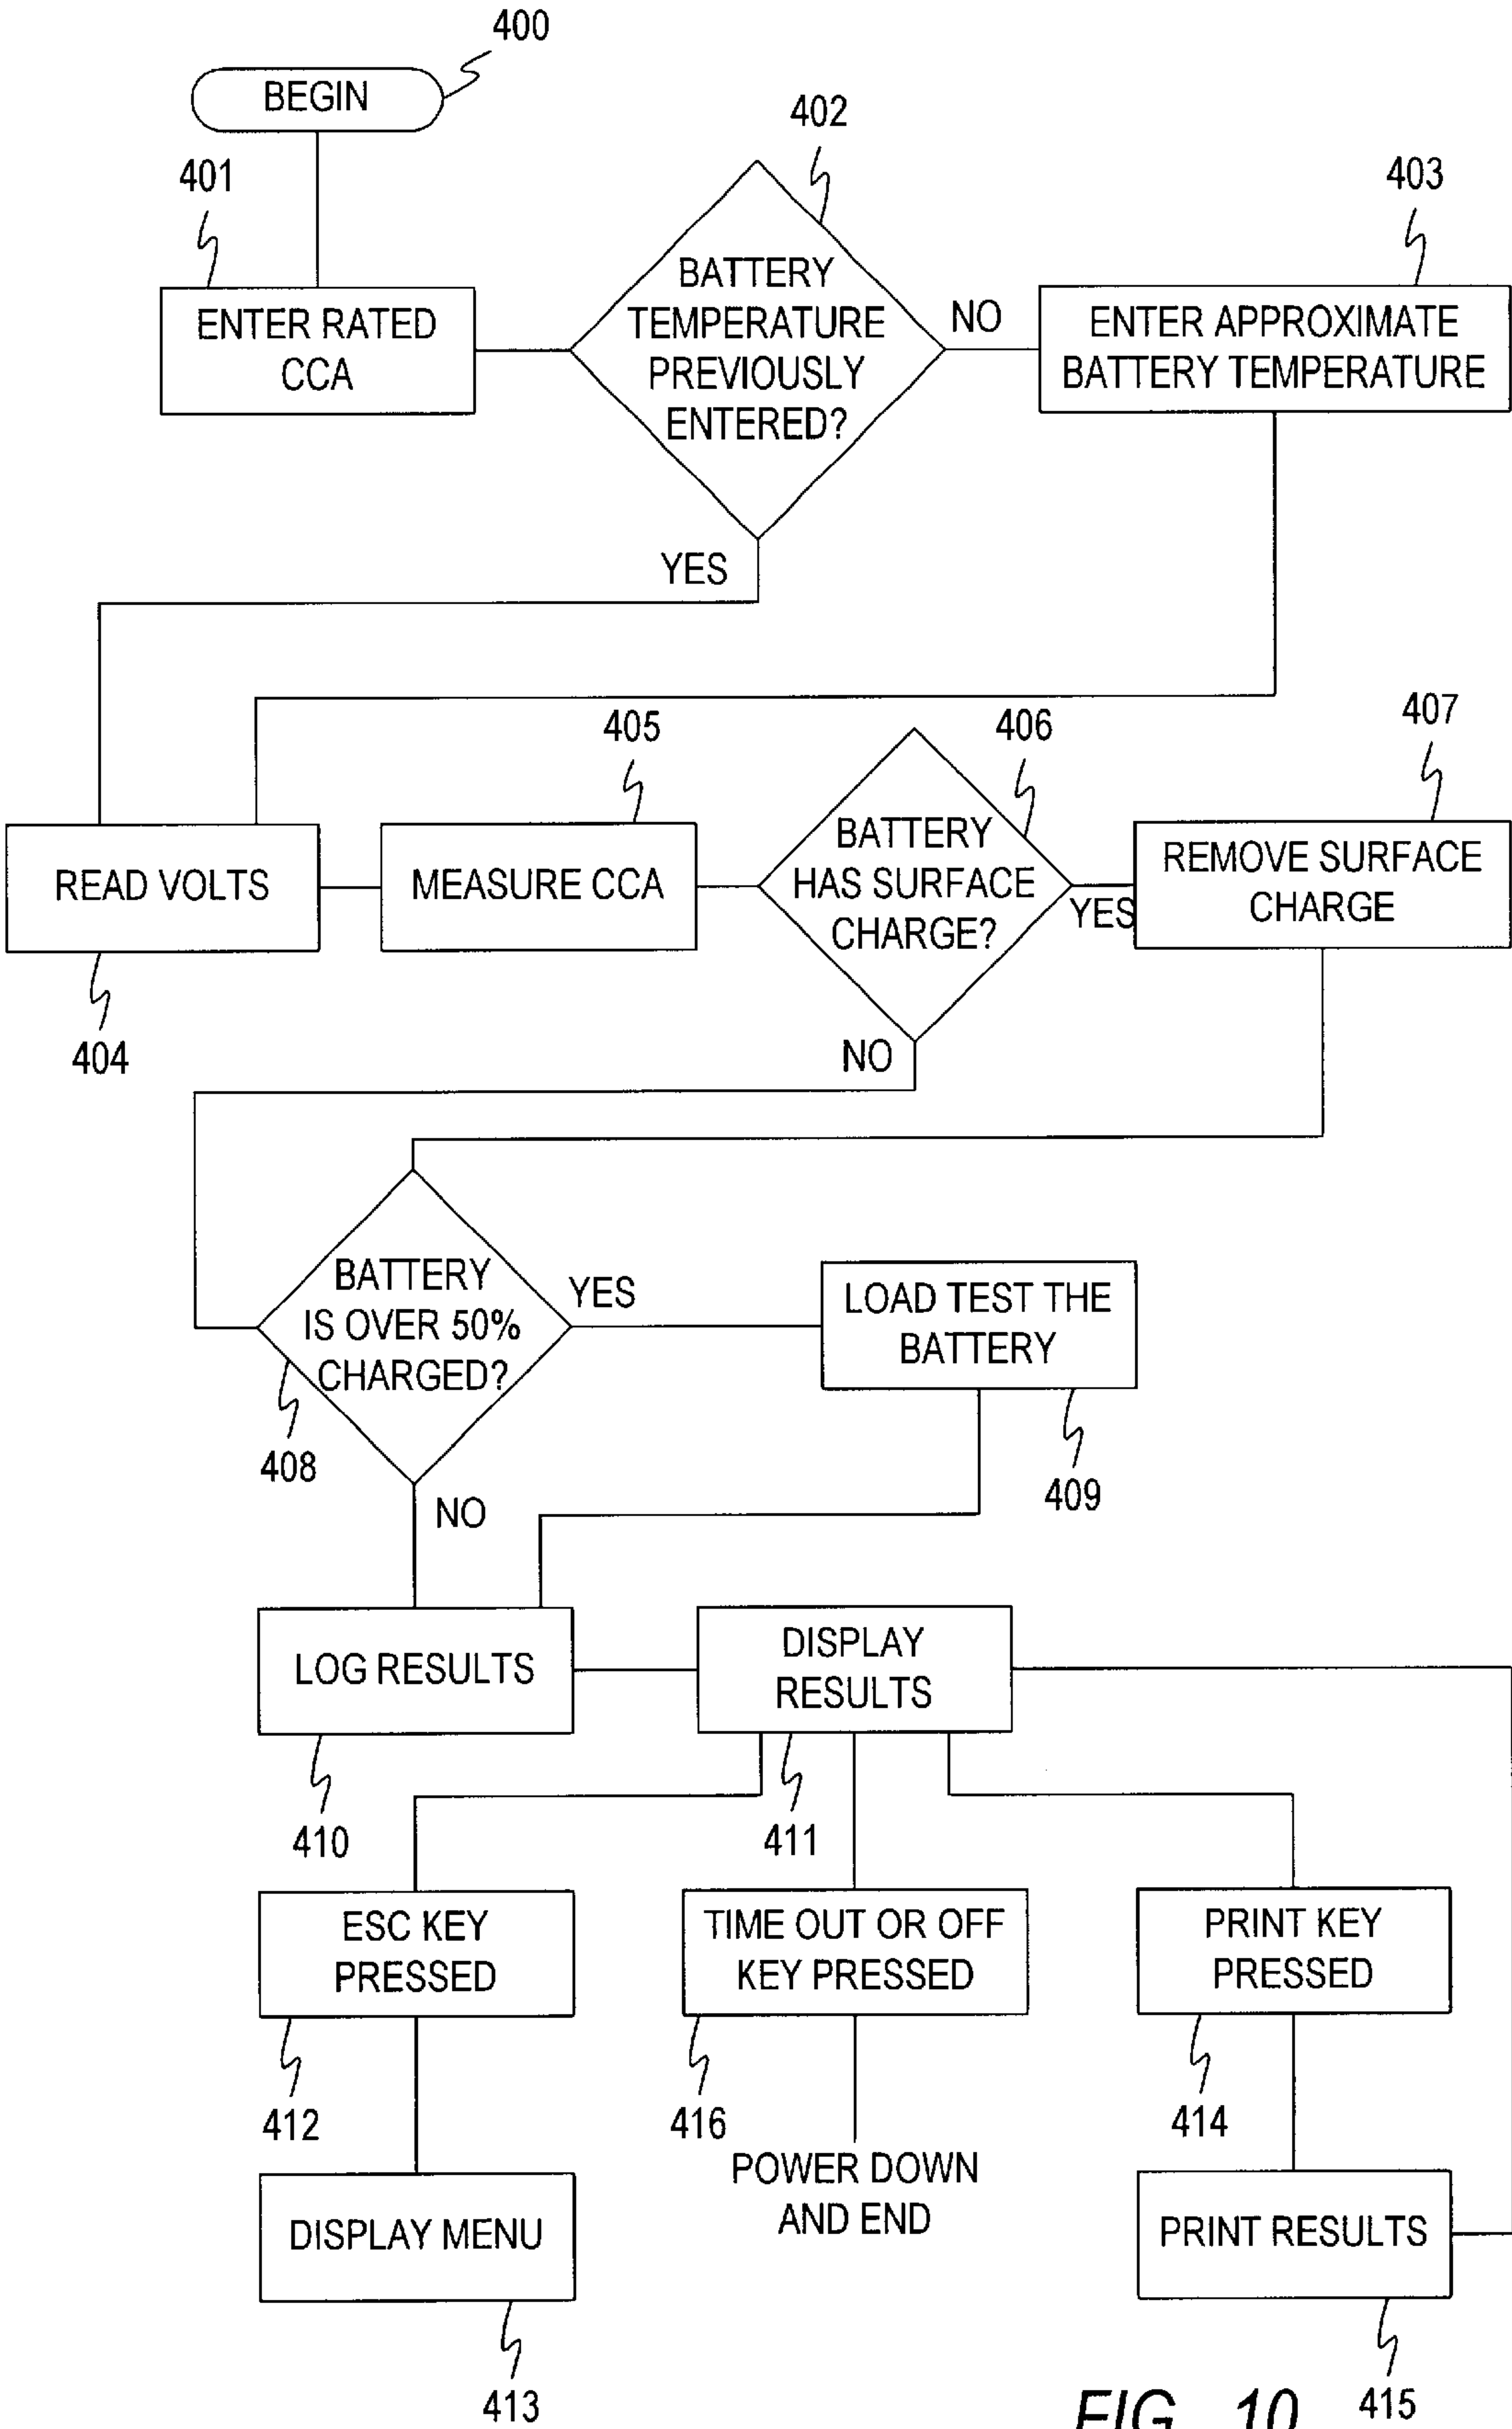 400
BEGIN
402
401
403
ENTER RATED
CCA
BATTERY
TEMPERATURE
PREVIOUSLY
ENTERED?
NO
ENTER APPROXIMATE
BATTERY TEMPERATURE
YES
405
406
407
READ VOLTS
MEASURE CCA
BATTERY
HAS SURFACE
CHARGE?
YES
REMOVE SURFACE
CHARGE
404
NO
BATTERY
IS OVER 50%
CHARGED?
YES
LOAD TEST THE
BATTERY
408
409
NO
LOG RESULTS
DISPLAY
RESULTS
410
411
ESC KEY
PRESSED
TIME OUT OR OFF
KEY PRESSED
PRINT KEY
PRESSED
412
416
414
DISPLAY MENU
POWER DOWN
AND END
PRINT RESULTS
413
415
FIG. 10